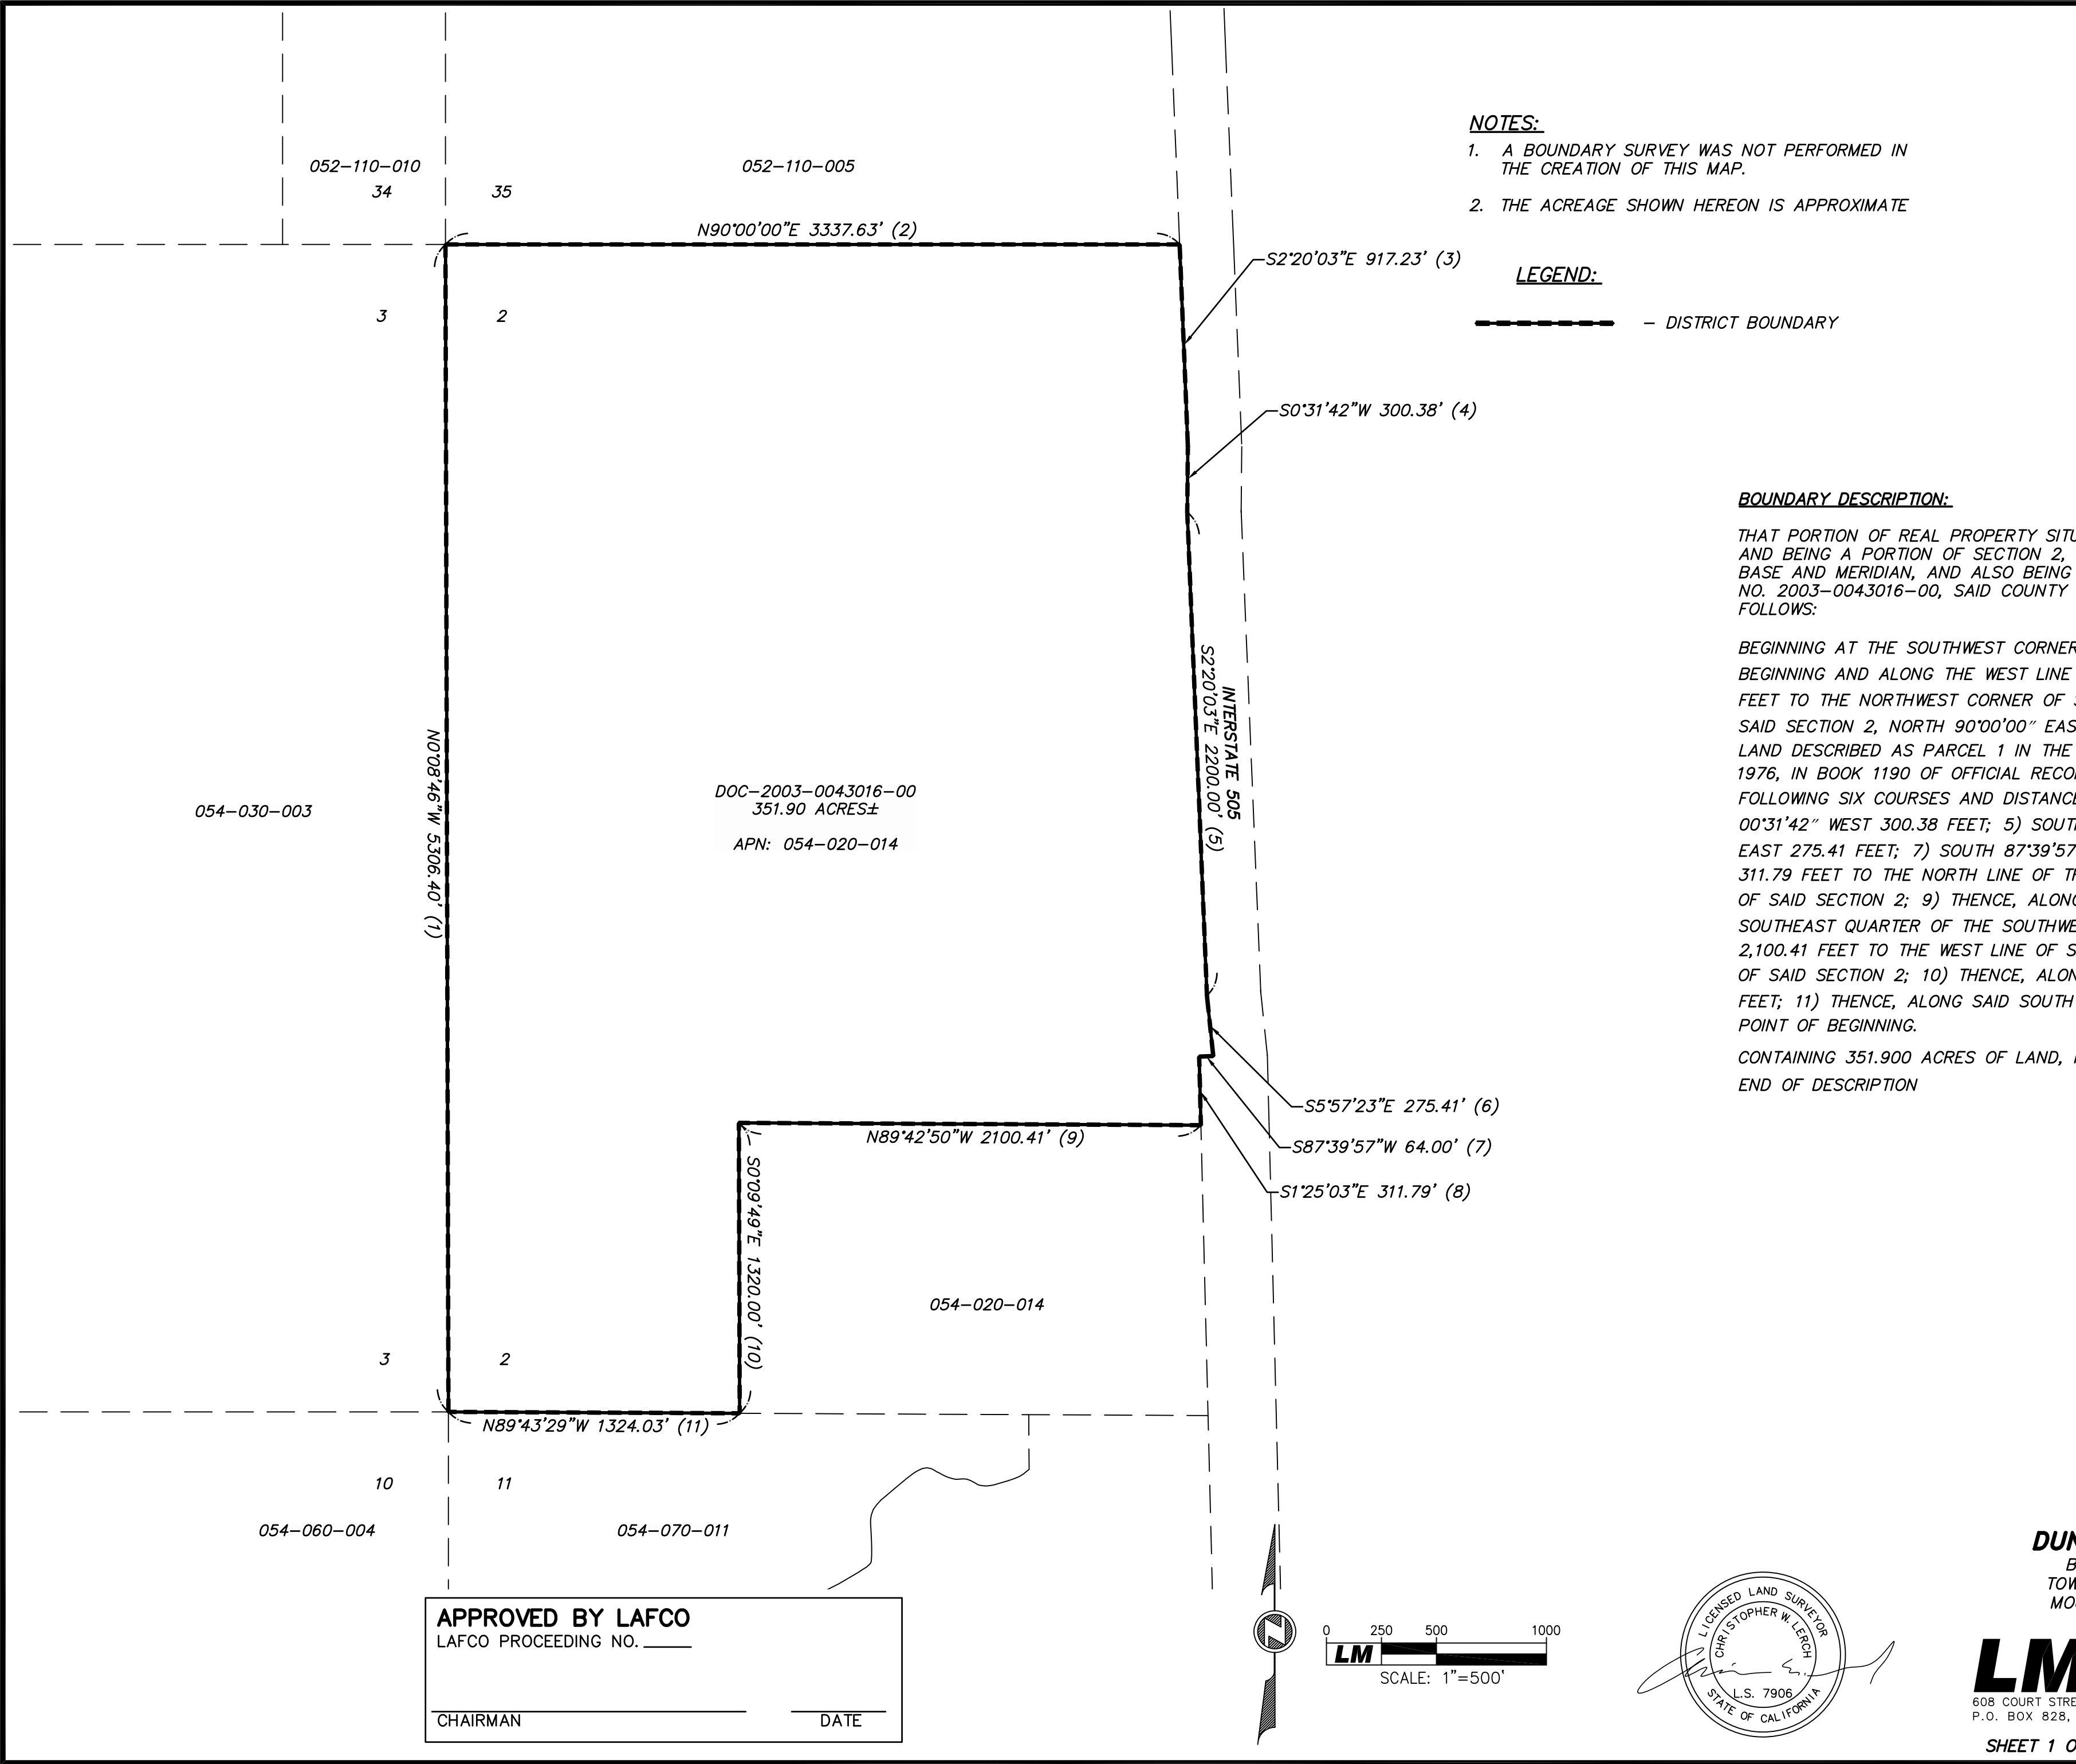 NOTES:
1. A BOUNDARY SURVEY WAS NOT PERFORMED IN
THE CREATION OF THIS MAP.
2. THE ACREAGE SHOWN HEREON IS APPROXIMATE
LEGEND:
– DISTRICT BOUNDARY
052–110–010
34
35
052–110–005
N90°00'00"E 3337.63' (2)
S2°20'03"E 917.23' (3)
S0°31'42"W 300.38' (4)
3
2
N0°08'46"W 5306.40' (1)
054–030–003
DOC–2003–0043016–00
351.90 ACRES±
APN: 054–020–014
INTERSTATE 505
S2°20'03"E 2200.00' (5)
S5°57'23"E 275.41' (6)
S87°39'57"W 64.00' (7)
S1°25'03"E 311.79' (8)
N89°42'50"W 2100.41' (9)
S0°09'49"E 1320.00' (10)
054–020–014
3
2
N89°43'29"W 1324.03' (11)
10
11
054–060–004
054–070–011
BOUNDARY DESCRIPTION:
THAT PORTION OF REAL PROPERTY
AND BEING A PORTION OF SECTION 2,
BASE AND MERIDIAN, AND ALSO BEING
NO. 2003–0043016–00, SAID COUNTY
FOLLOWS:
BEGINNING AT THE SOUTHWEST CORNER
BEGINNING AND ALONG THE WEST LINE
FEET TO THE NORTHWEST CORNER OF
SAID SECTION 2, NORTH 90°00'00"
LAND DESCRIBED AS PARCEL 1 IN THE
1976, IN BOOK 1190 OF OFFICIAL
FOLLOWING SIX COURSES AND
00°31'42" WEST 300.38 FEET; 5)
EAST 275.41 FEET; 7) SOUTH 87°39'57
311.79 FEET TO THE NORTH LINE OF
OF SAID SECTION 2; 9) THENCE,
SOUTHEAST QUARTER OF THE
2,100.41 FEET TO THE WEST LINE OF
OF SAID SECTION 2; 10) THENCE,
FEET; 11) THENCE, ALONG SAID SOUTH
POINT OF BEGINNING.
CONTAINING 351.900 ACRES OF LAND,
END OF DESCRIPTION
APPROVED BY LAFCO
LAFCO PROCEEDING NO.
CHAIRMAN
DATE
N
0 250 500 1000
LM
SCALE: 1"=500'
LICENSED LAND SURVEYOR
CHRISTOPHER W. LERCH
L.S. 7906
STATE OF CALIFORNIA
LM
608 COURT
P.O. BOX 828,
SHEET 1